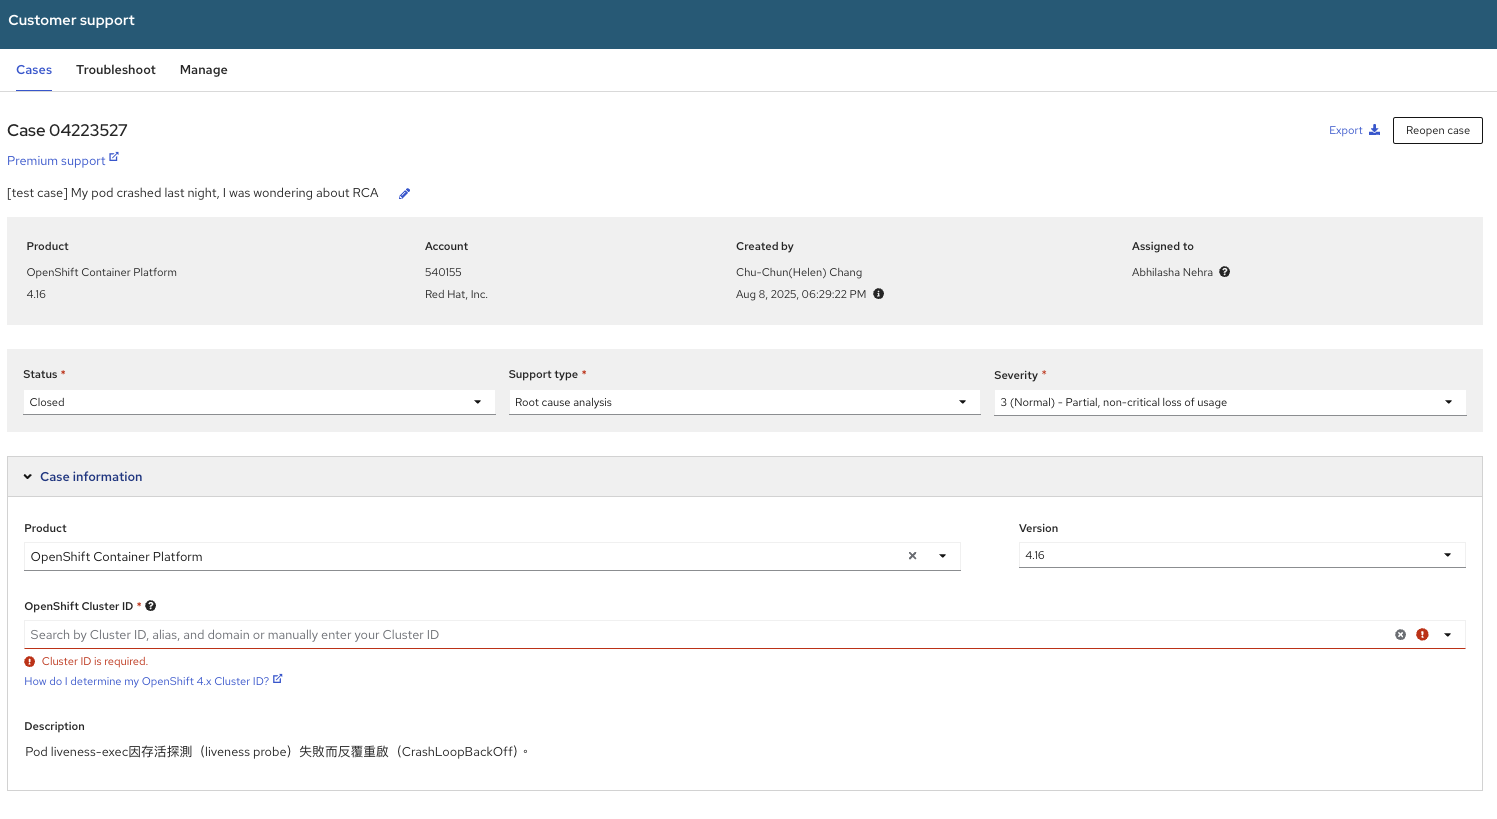 Customer support
Cases Troubleshoot Manage
Case 04223527
Export Reopen case
Premium support
[test case] My pod crashed last night, I was wondering about RCA
Product Account Created by Assigned to
OpenShift Container Platform 540155 Chu-Chun(Helen) Chang Abhilasha Nehra
4.16 Red Hat, Inc. Aug 8, 2025, 06:29:22 PM
Status * Support type * Severity *
Closed Root cause analysis 3 (Normal) - Partial, non-critical loss of usage
Case information
Product Version
OpenShift Container Platform 4.16
OpenShift Cluster ID *
Search by Cluster ID, alias, and domain or manually enter your Cluster ID
Cluster ID is required.
How do I determine my OpenShift 4.x Cluster ID?
Description
Pod liveness-exec因存活探測（liveness probe）失敗而反覆重啟（CrashLoopBackOff）。